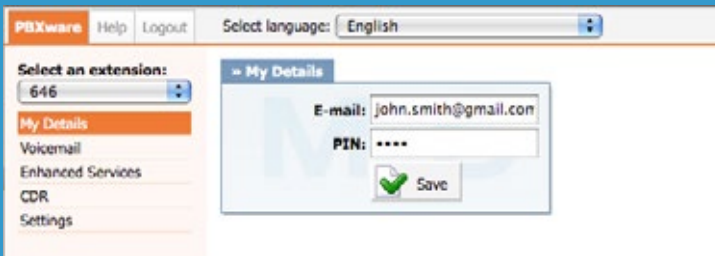 PBXware Help Logout Select language: English
Select an extension:
646
My Details
Voicemail
Enhanced Services
CDR
Settings
» My Details
E-mail: john.smith@gmail.com
PIN: ••••
Save